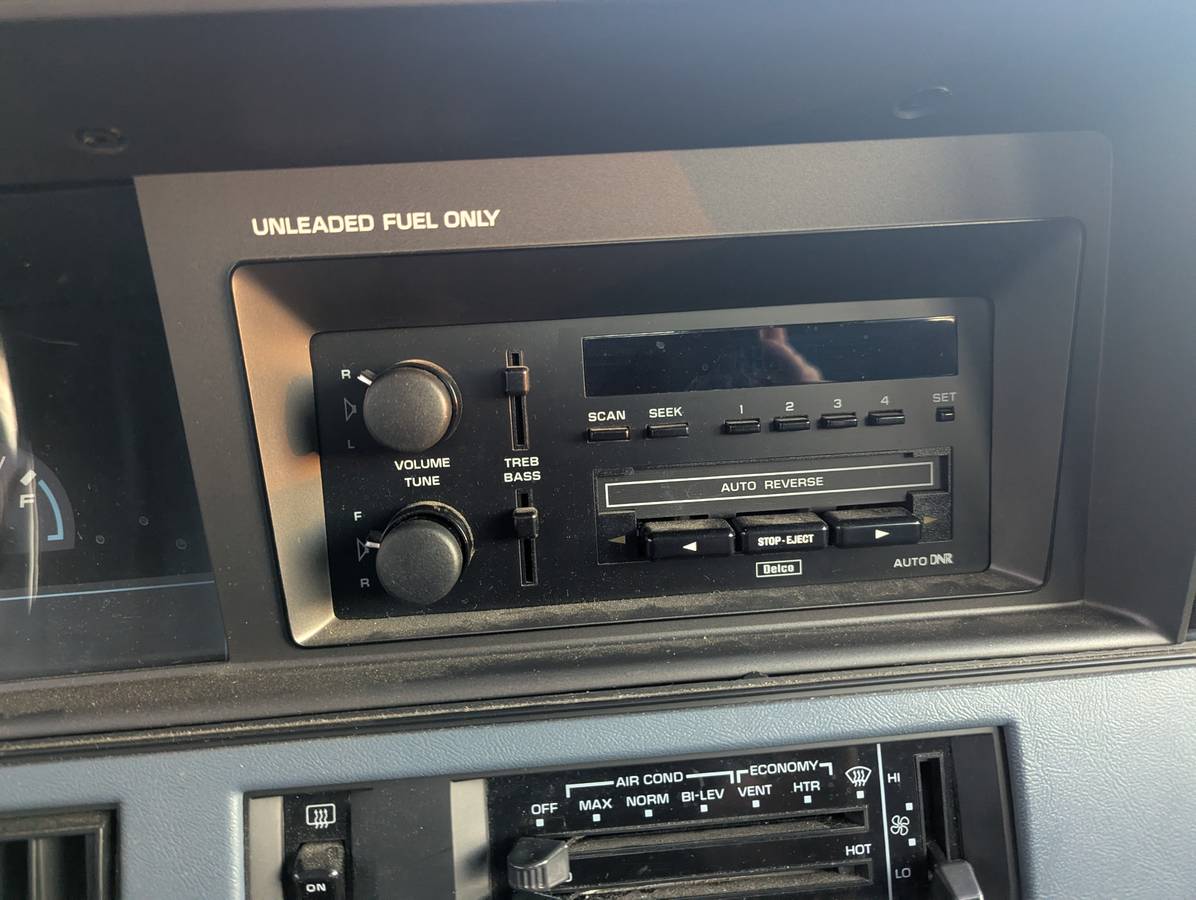 UNLEADED FUEL ONLY
R
L
VOLUME
TUNE
F
R
TREB
BASS
SCAN SEEK 1 2 3 4 SET
AUTO REVERSE
STOP-EJECT
Delco
AUTO DNR
F
AIR COND ECONOMY
OFF MAX NORM BI-LEV VENT HTR
HI
HOT
LO
ON